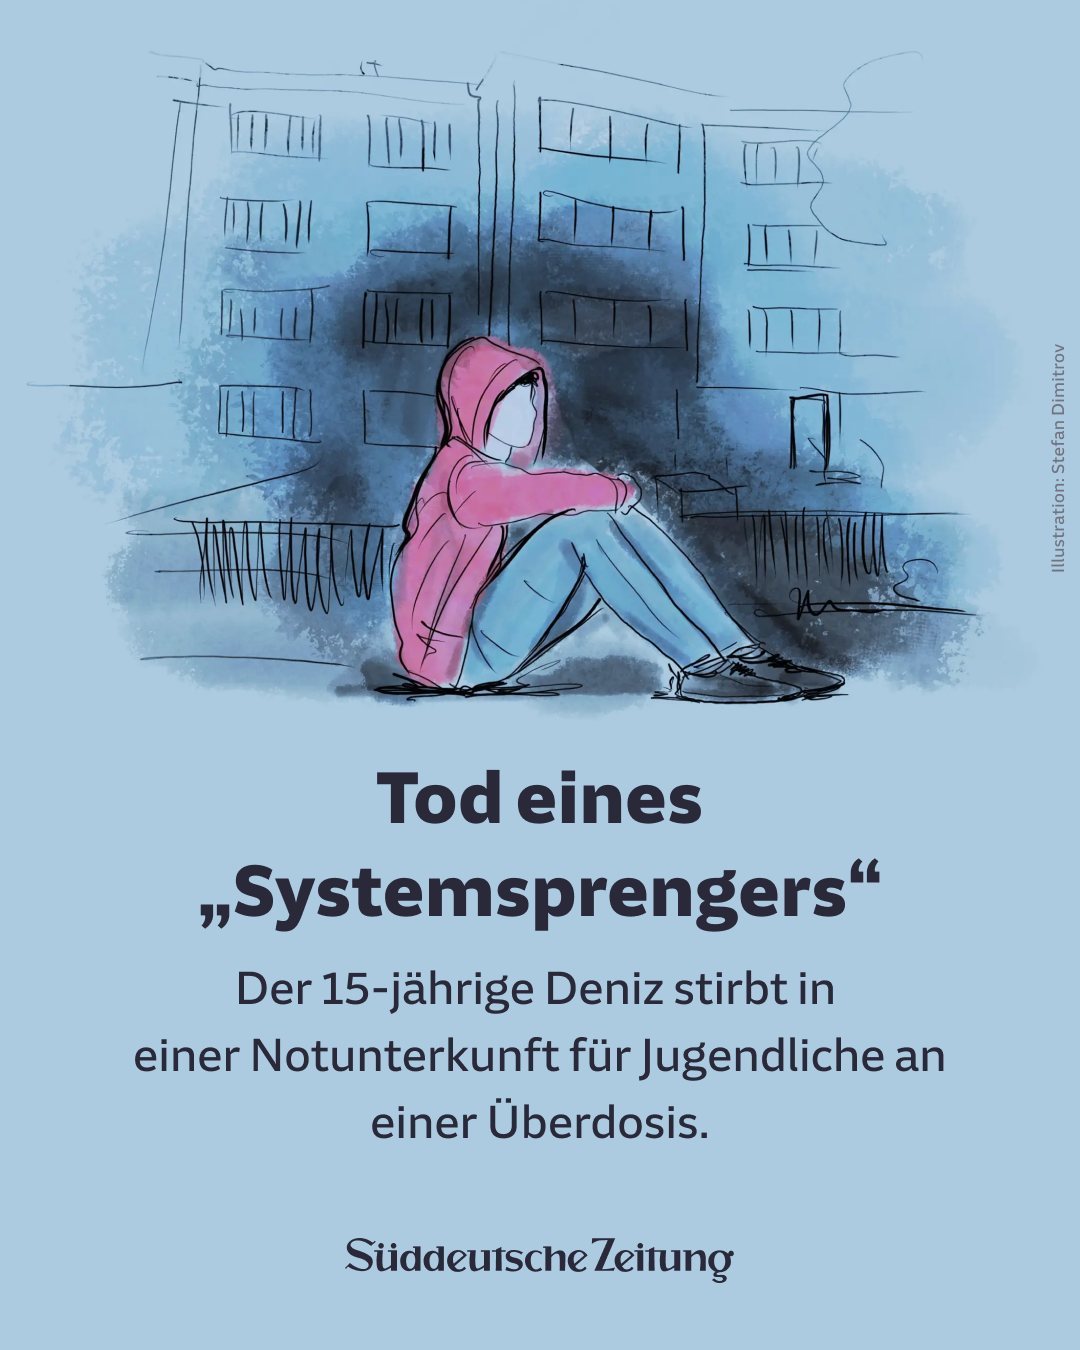 Illustration: Stefan Dimitrov
Tod eines
„Systemsprengers“
Der 15-jährige Deniz stirbt in
einer Notunterkunft für Jugendliche an
einer Überdosis.
Süddeutsche Zeitung